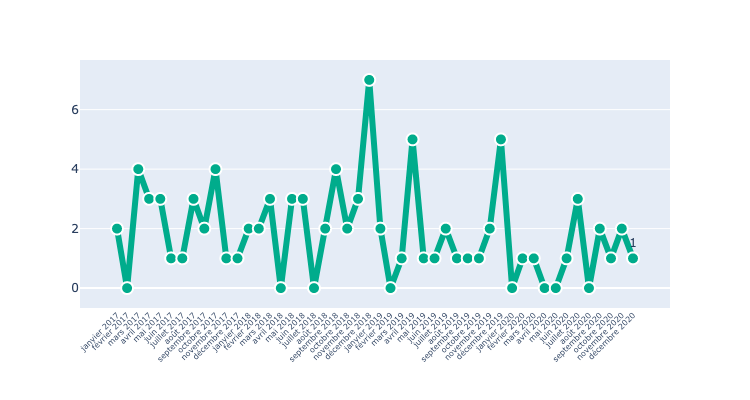 6
4
2
0
1
janvier 2017
février 2017
mars 2017
avril 2017
mai 2017
juin 2017
juillet 2017
août 2017
septembre 2017
octobre 2017
novembre 2017
décembre 2017
janvier 2018
février 2018
mars 2018
avril 2018
mai 2018
juin 2018
juillet 2018
août 2018
septembre 2018
octobre 2018
novembre 2018
décembre 2018
janvier 2019
février 2019
mars 2019
avril 2019
mai 2019
juin 2019
juillet 2019
août 2019
septembre 2019
octobre 2019
novembre 2019
décembre 2019
janvier 2020
février 2020
mars 2020
avril 2020
mai 2020
juin 2020
juillet 2020
août 2020
septembre 2020
octobre 2020
novembre 2020
décembre 2020